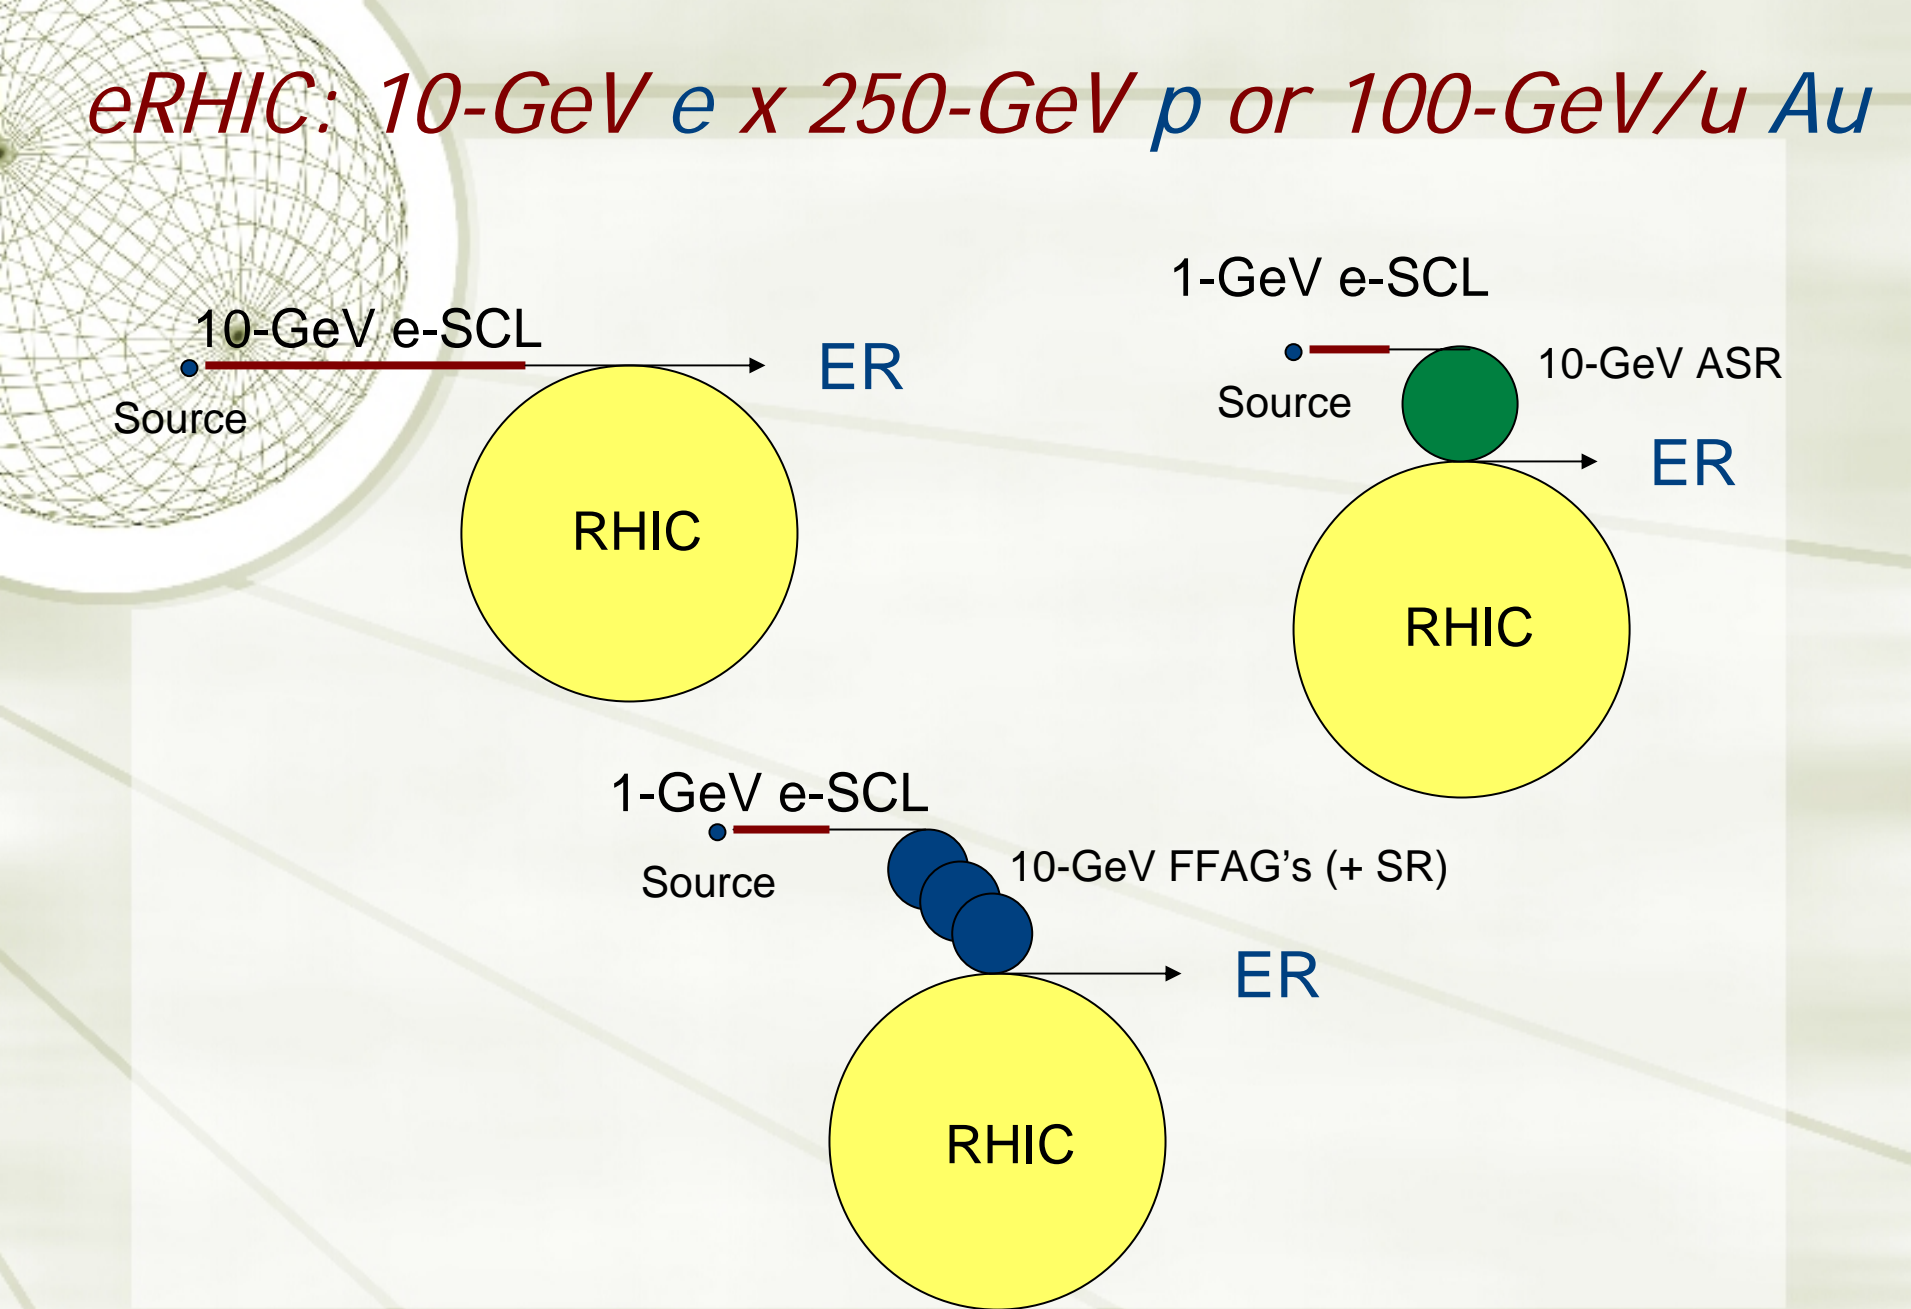 eRHIC: 10-GeV e x 250-GeV p or 100-GeV/u Au
10-GeV e-SCL
Source
ER
RHIC
1-GeV e-SCL
Source
10-GeV ASR
ER
RHIC
1-GeV e-SCL
Source
10-GeV FFAG's (+ SR)
ER
RHIC